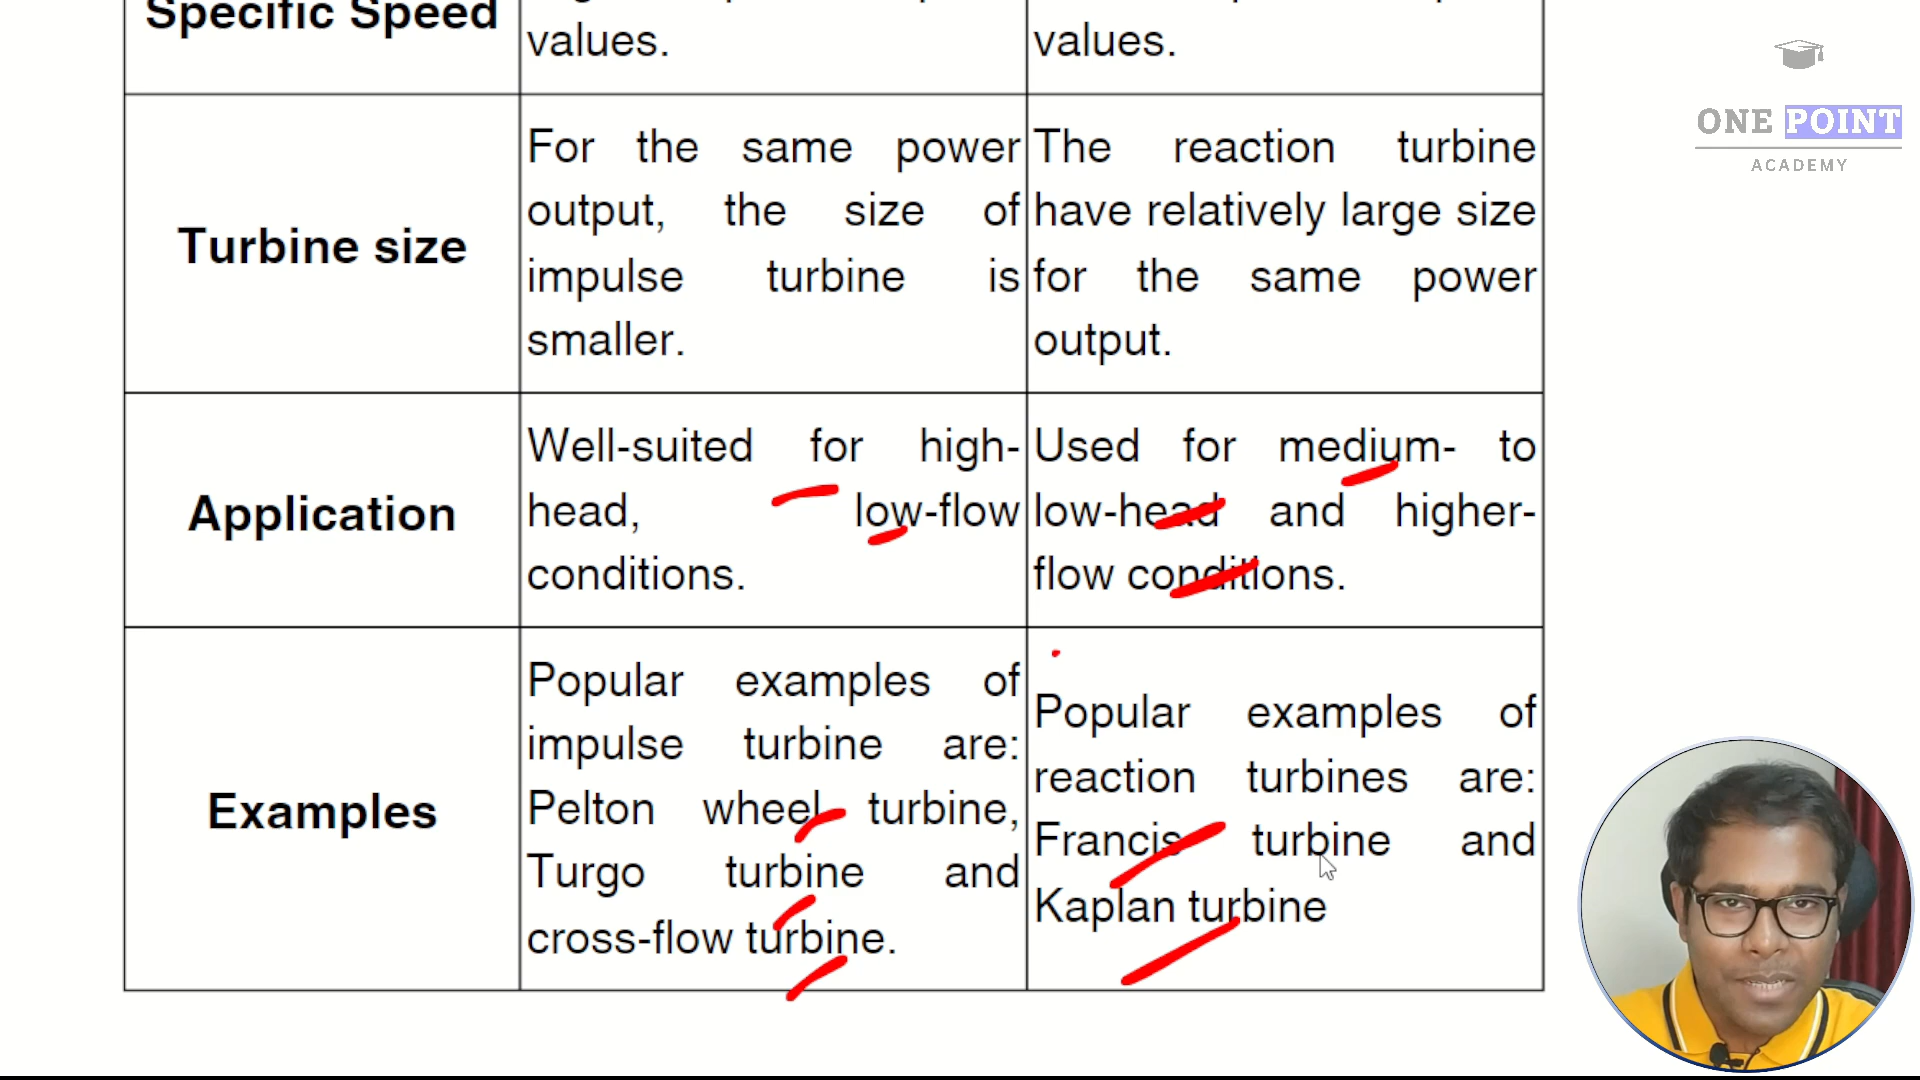 Specific Speed
values.
values.
Turbine size
For the same power
output, the size of
impulse turbine is
smaller.
The reaction turbine
have relatively large size
for the same power
output.
Application
Well-suited for high-
head, low-flow
conditions.
Used for medium- to
low-head and higher-
flow conditions.
Examples
Popular examples of
impulse turbine are:
Pelton wheel turbine,
Turgo turbine and
cross-flow turbine.
Popular examples of
reaction turbines are:
Francis turbine and
Kaplan turbine
ONE POINT
ACADEMY